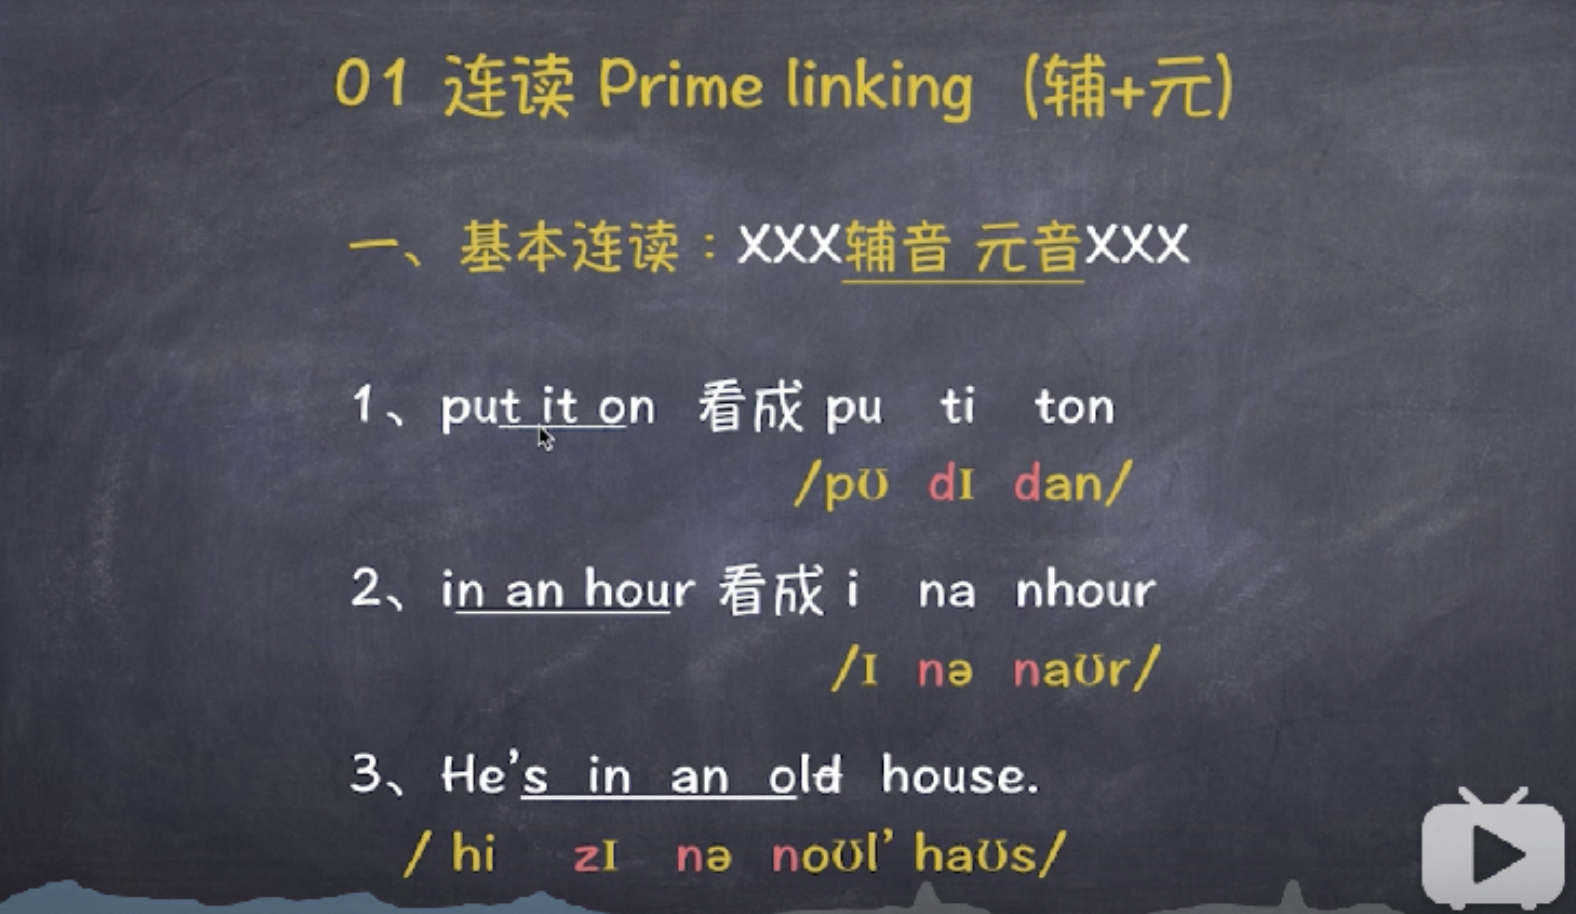 01 连读 Prime linking (辅+元)
一、基本连读：XXX辅音 元音XXX
1、put it on 看成 pu ti ton
/pʊ dɪ dan/
2、in an hour 看成 i na nhour
/ɪ nə naʊr/
3、He’s in an old house.
/ hi zɪ nə noʊl’ haʊs/